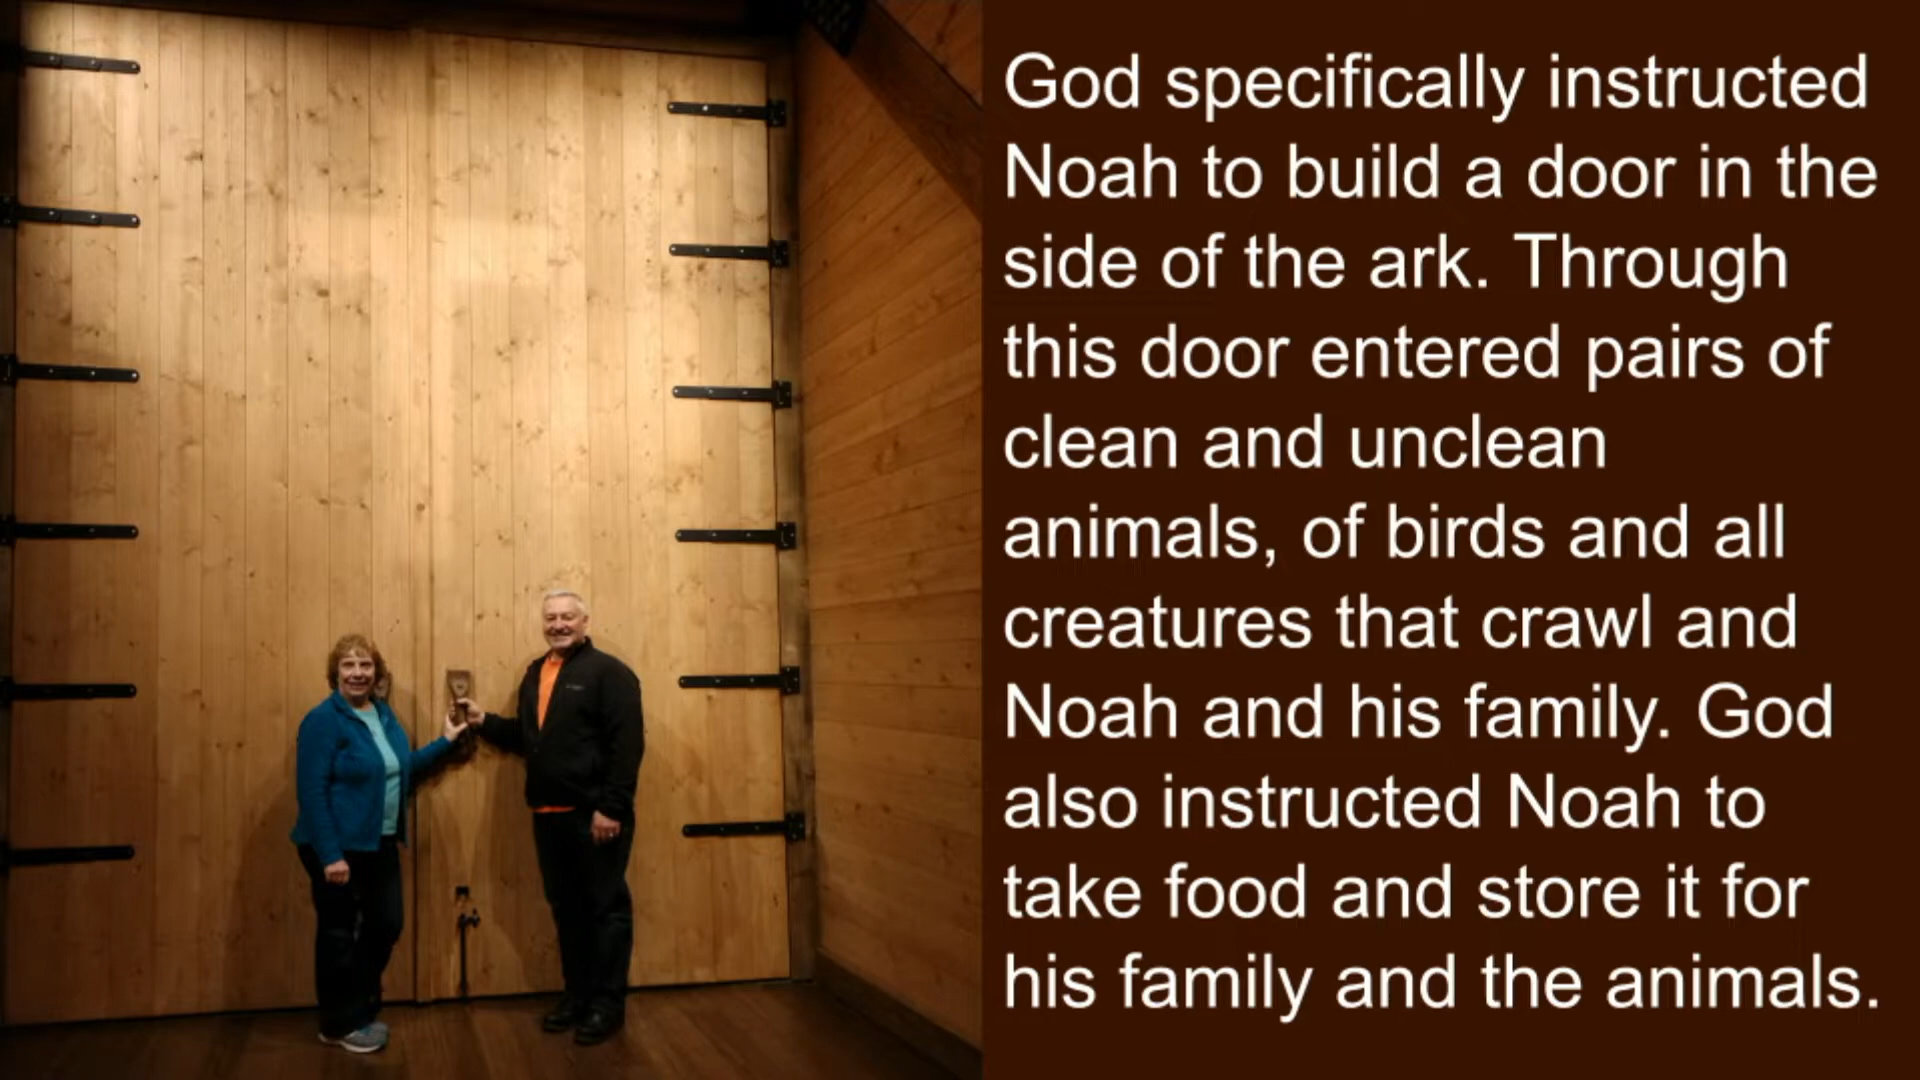 God specifically instructed
Noah to build a door in the
side of the ark. Through
this door entered pairs of
clean and unclean
animals, of birds and all
creatures that crawl and
Noah and his family. God
also instructed Noah to
take food and store it for
his family and the animals.